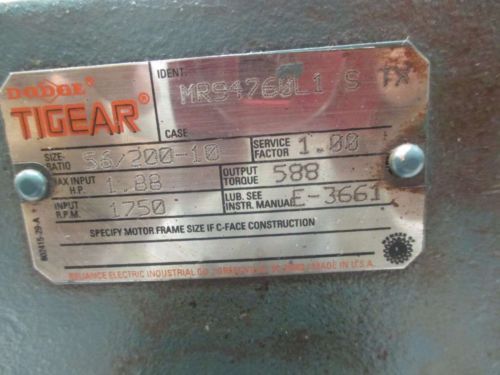 DODGE®
TIGEAR®
IDENT. MR94760L1 S TX
CASE
SIZE- RATIO 56/200-10 SERVICE FACTOR 1.00
MAX INPUT H.P. 1.88 OUTPUT TORQUE 588
INPUT R.P.M. 1750 LUB. SEE INSTR. MANUAL E-3661
SPECIFY MOTOR FRAME SIZE IF C-FACE CONSTRUCTION
RELIANCE ELECTRIC INDUSTRIAL CO. MADE IN U.S.A.